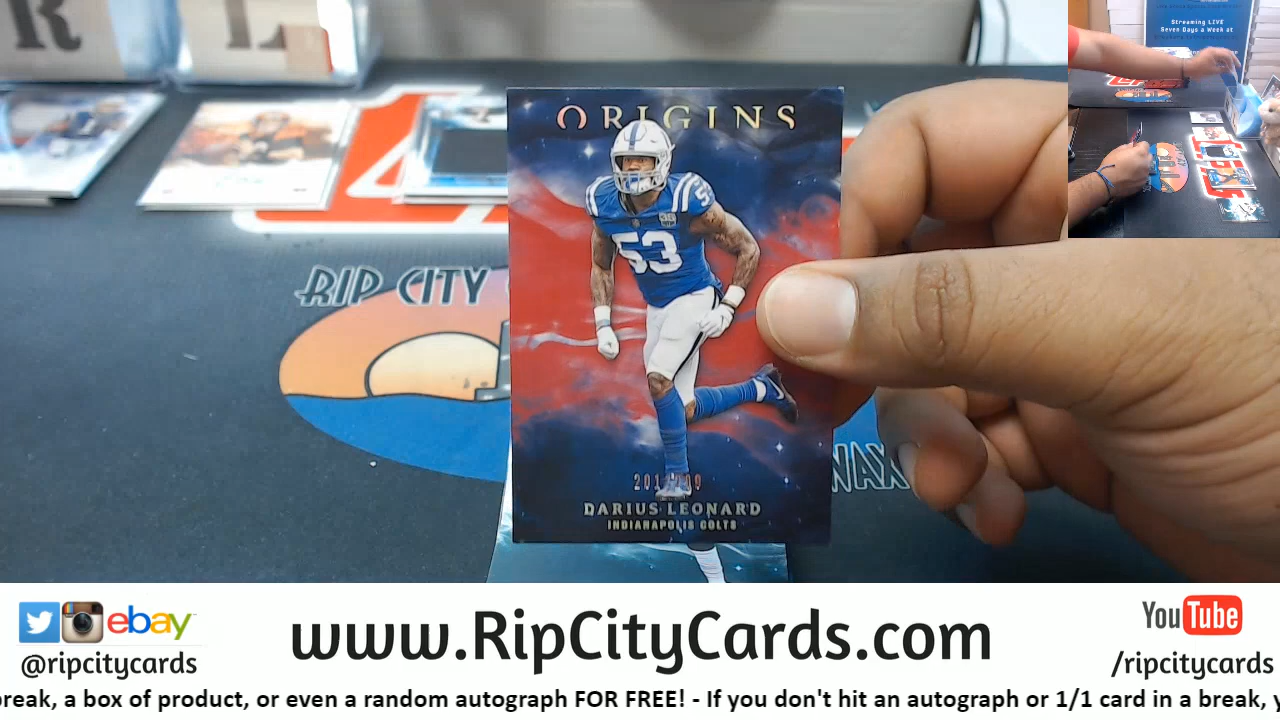 R L
Streaming LIVE
Seven Days a Week at
ORIGINS
RIP CITY
53
53
WAX
DARIUS LEONARD
INDIANAPOLIS COLTS
ebay
@ripcitycards
www.RipCityCards.com
YouTube
/ripcitycards
break, a box of product, or even a random autograph FOR FREE! - If you don't hit an autograph or 1/1 card in a break, y